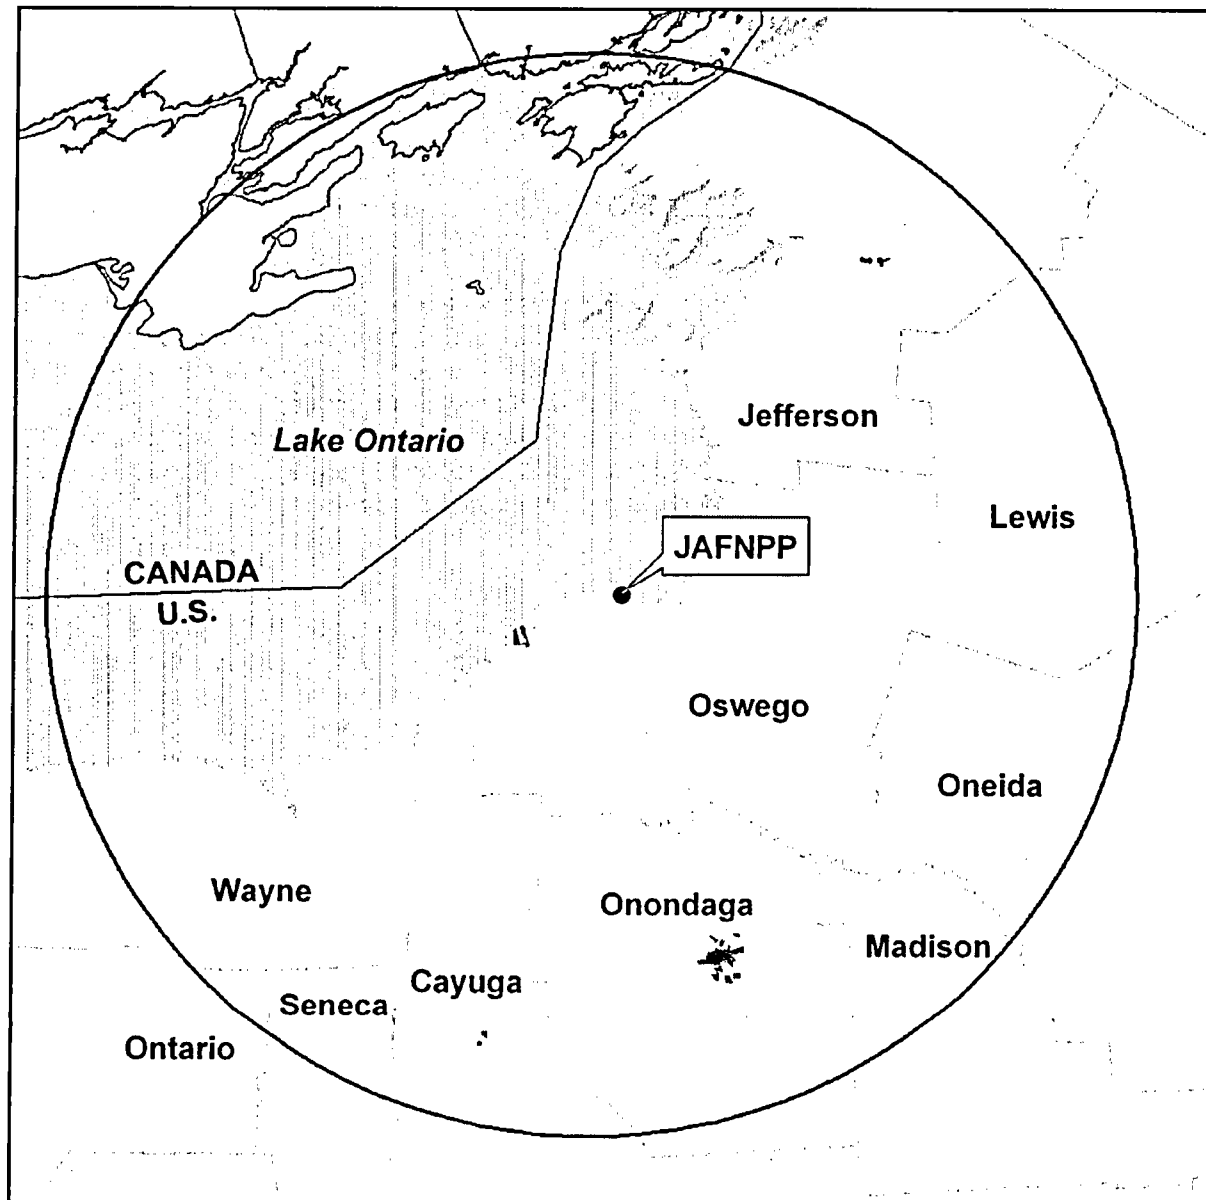 Jefferson
Lake Ontario
Lewis
JAFNPP
CANADA
U.S.
Oswego
Oneida
Wayne
Onondaga
Madison
Cayuga
Seneca
Ontario